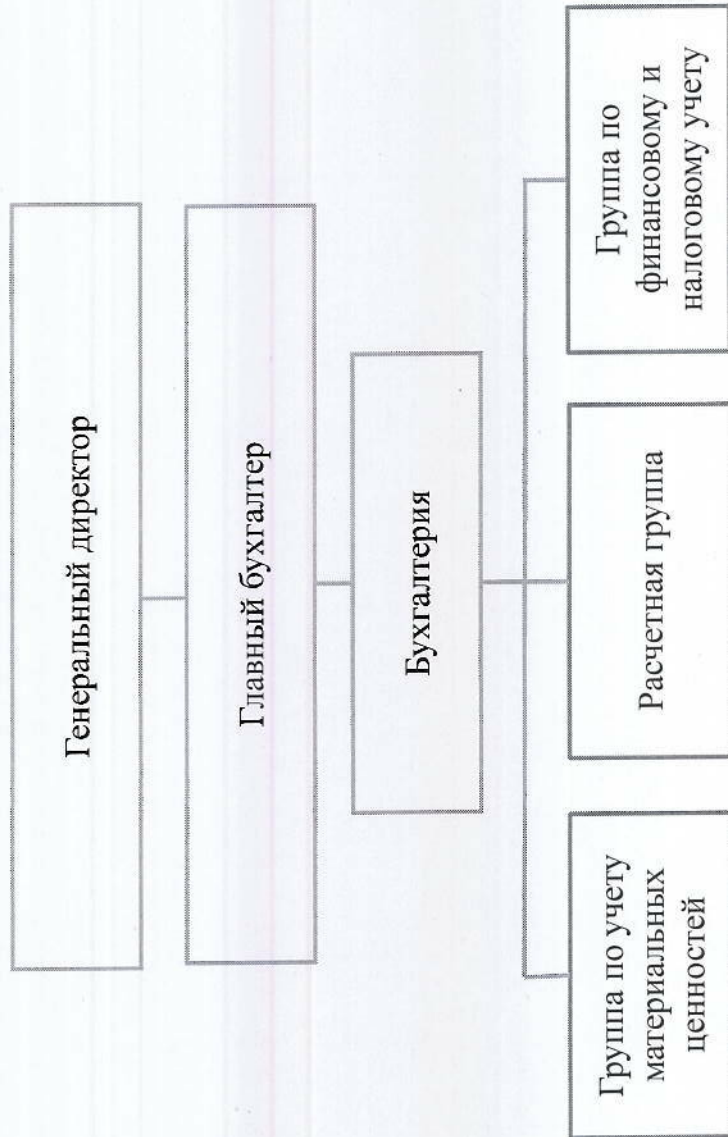 Генеральный директор
Главный бухгалтер
Бухгалтерия
Группа по учету
материальных
ценностей
Расчетная группа
Группа по
финансовому и
налоговому учету